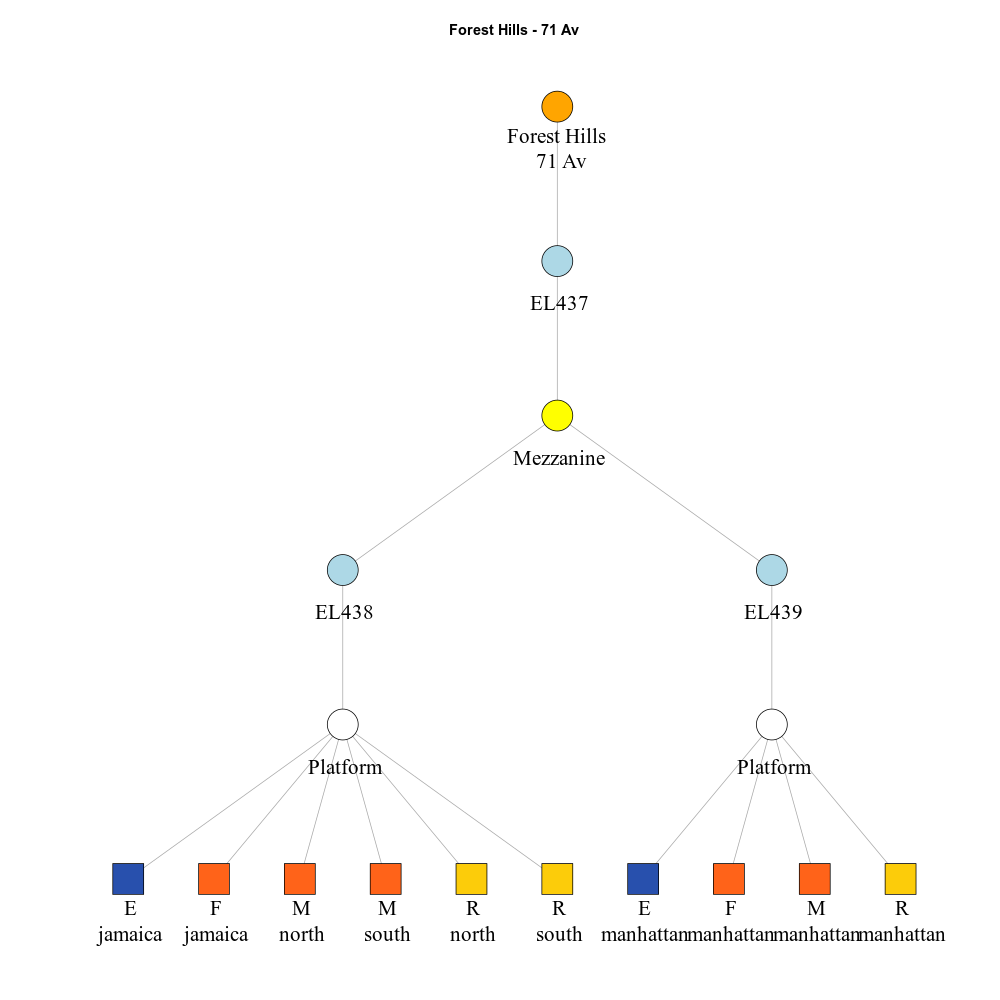 Forest Hills - 71 Av
Forest Hills
71 Av
EL437
Mezzanine
EL438
EL439
Platform
Platform
E
jamaica
F
jamaica
M
north
M
south
R
north
R
south
E
manhattan
F
manhattan
M
manhattan
R
manhattan